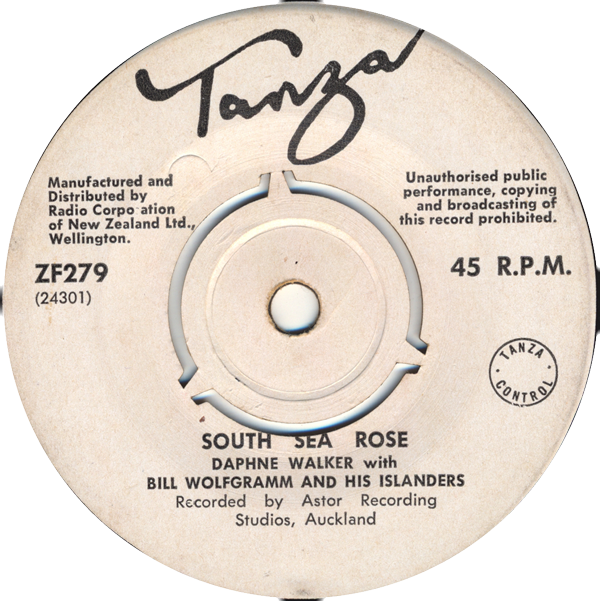 Tanza
Manufactured and
Distributed by
Radio Corpo ation
of New Zealand Ltd.,
Wellington.
Unauthorised public
performance, copying
and broadcasting of
this record prohibited.
ZF279
(24301)
45 R.P.M.
TANZA
CONTROL
SOUTH SEA ROSE
DAPHNE WALKER with
BILL WOLFGRAMM AND HIS ISLANDERS
Recorded by Astor Recording
Studios, Auckland